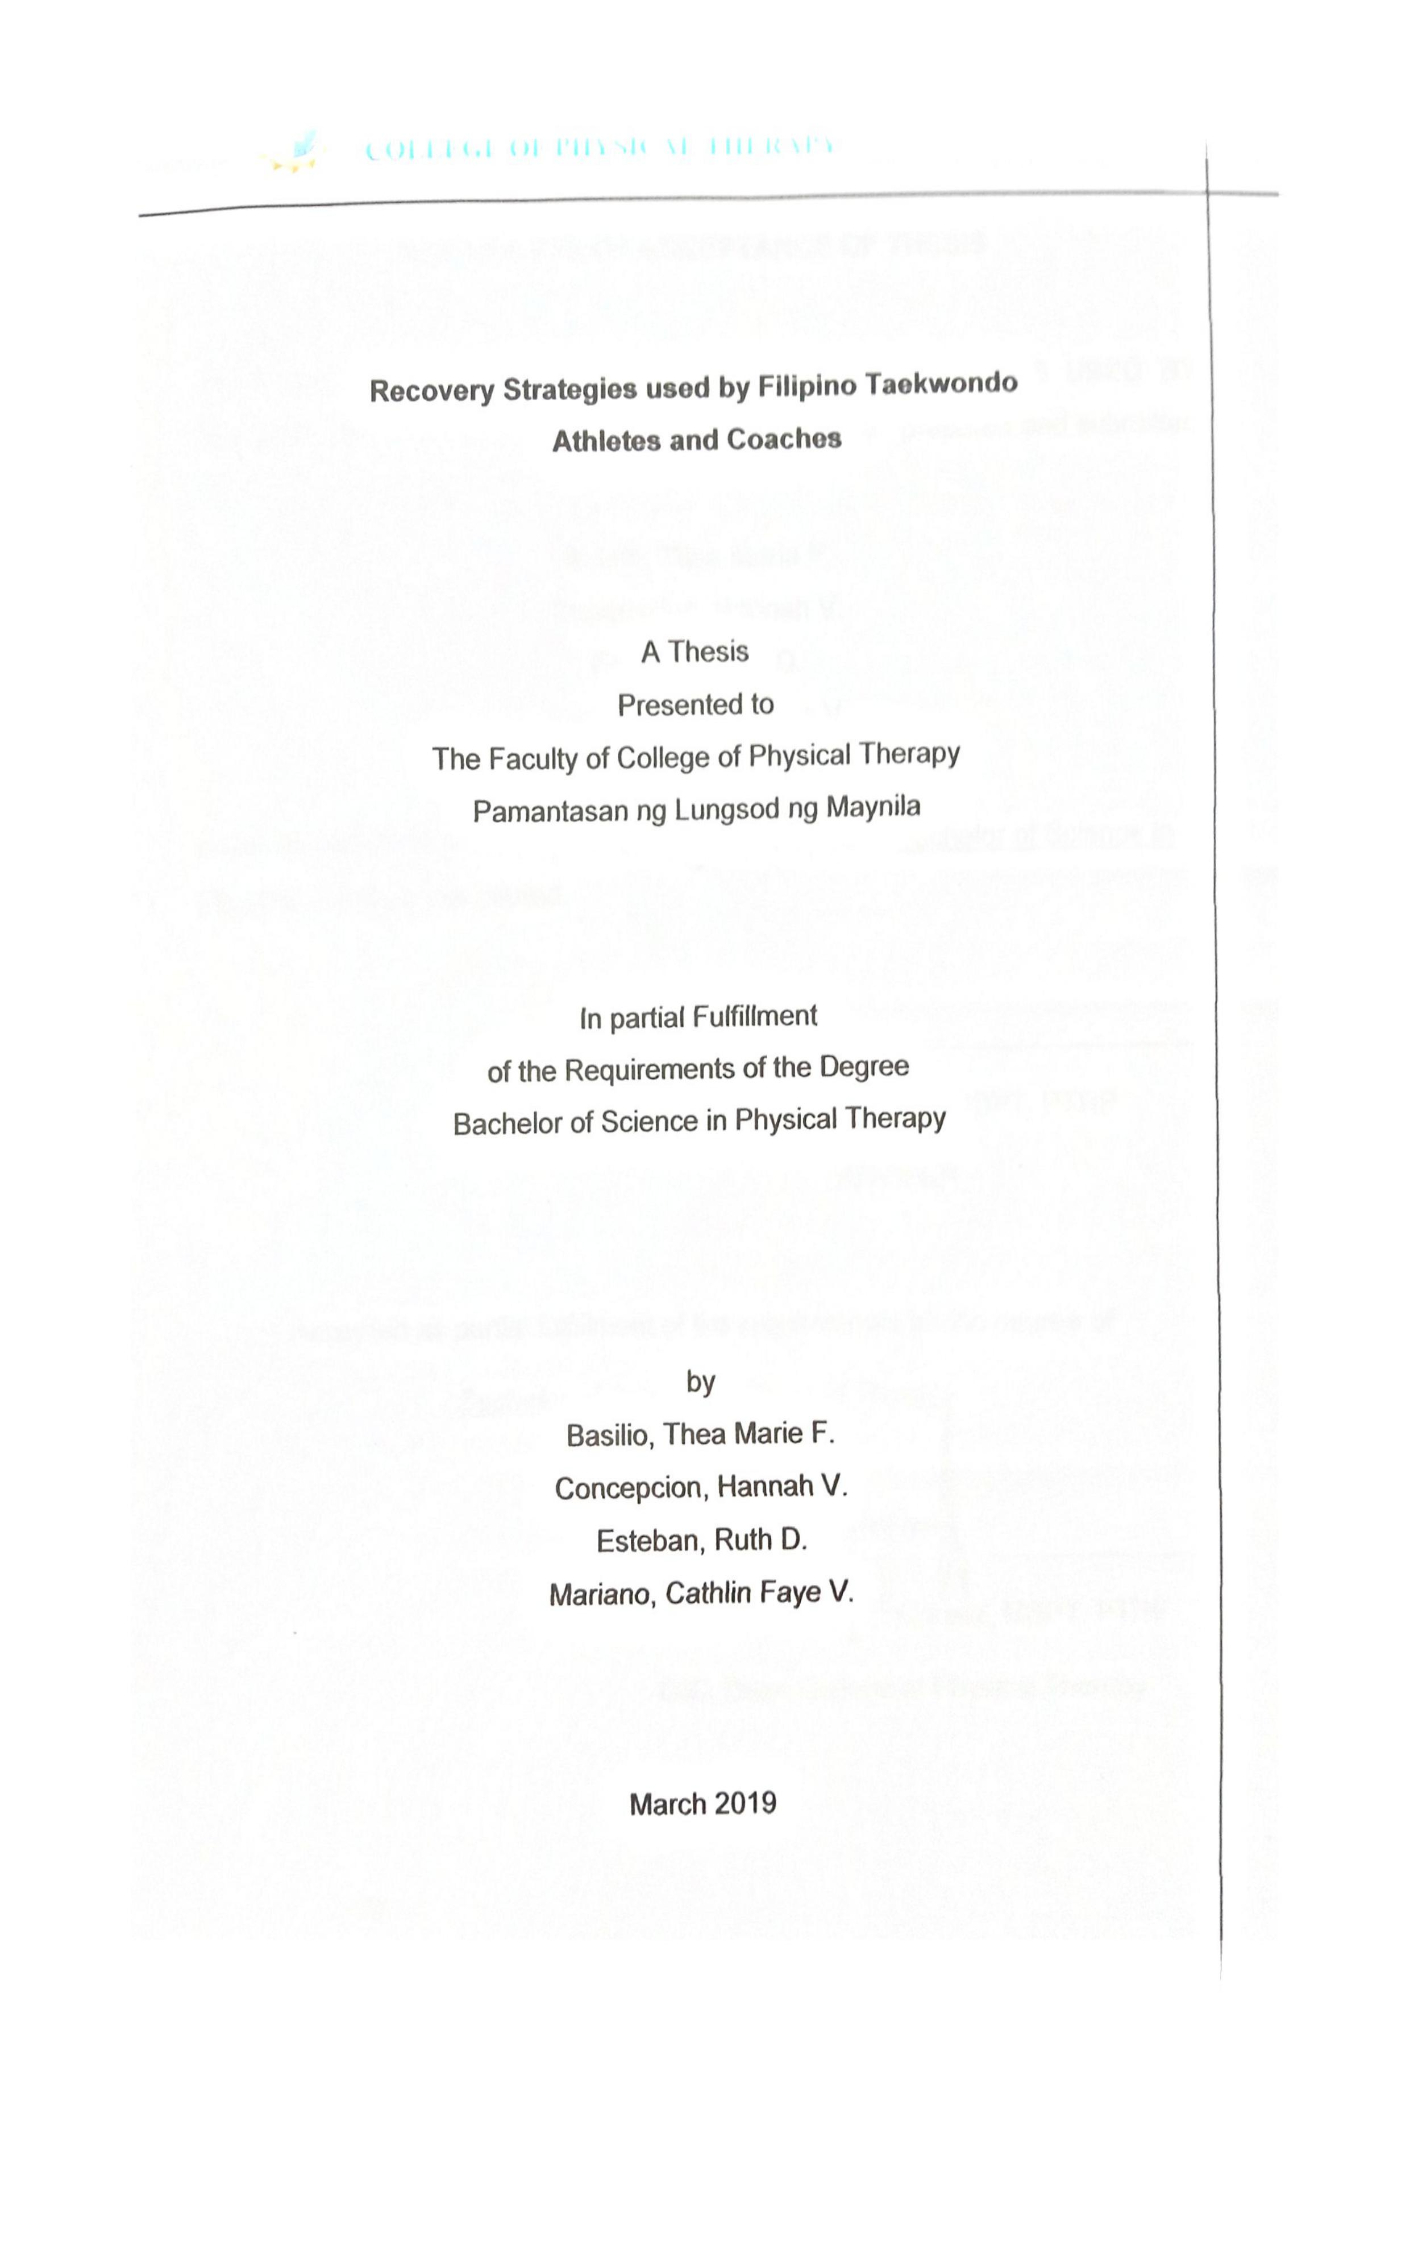 COLLEGE OF PHYSICAL THERAPY
Recovery Strategies used by Filipino Taekwondo
Athletes and Coaches
A Thesis
Presented to
The Faculty of College of Physical Therapy
Pamantasan ng Lungsod ng Maynila
In partial Fulfillment
of the Requirements of the Degree
Bachelor of Science in Physical Therapy
by
Basilio, Thea Marie F.
Concepcion, Hannah V.
Esteban, Ruth D.
Mariano, Cathlin Faye V.
March 2019